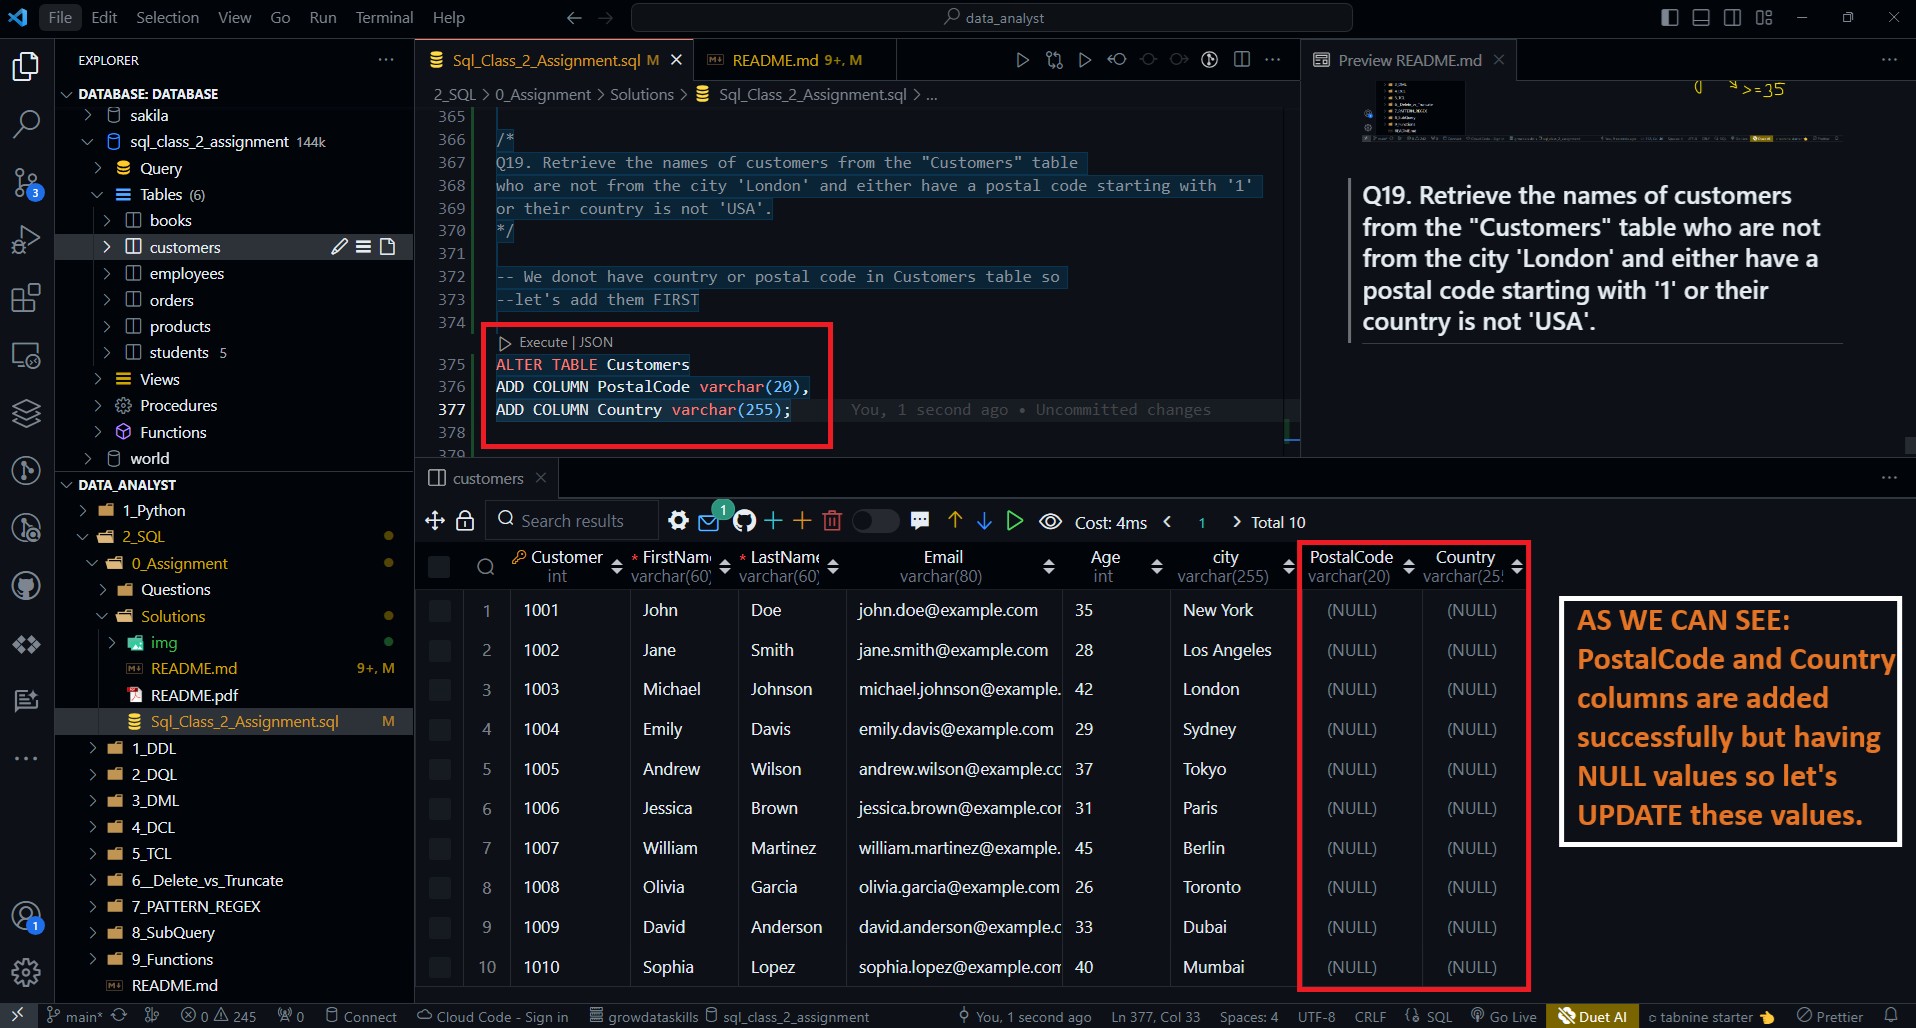 File Edit Selection View Go Run Terminal Help
data_analyst
EXPLORER
DATABASE: DATABASE
sakila
sql_class_2_assignment 144k
Query
Tables (6)
books
customers
employees
orders
products
students 5
Views
Procedures
Functions
world
DATA_ANALYST
1_Python
2_SQL
0_Assignment
Questions
Solutions
img
README.md 9+, M
README.pdf
Sql_Class_2_Assignment.sql M
1_DDL
2_DQL
3_DML
4_DCL
5_TCL
6__Delete_vs_Truncate
7_PATTERN_REGEX
8_SubQuery
9_Functions
README.md
3
1
Sql_Class_2_Assignment.sql M
README.md 9+, M
2_SQL > 0_Assignment > Solutions > Sql_Class_2_Assignment.sql > ...
365
366 /*
367 Q19. Retrieve the names of customers from the "Customers" table
368 who are not from the city 'London' and either have a postal code starting with '1'
369 or their country is not 'USA'.
370 */
371
372 -- We donot have country or postal code in Customers table so
373 --let's add them FIRST
374
Execute | JSON
375 ALTER TABLE Customers
376 ADD COLUMN PostalCode varchar(20),
377 ADD COLUMN Country varchar(255); You, 1 second ago • Uncommitted changes
378
379
Preview README.md
>=35
Q19. Retrieve the names of customers
from the "Customers" table who are not
from the city 'London' and either have a
postal code starting with '1' or their
country is not 'USA'.
customers
Search results 1 Cost: 4ms < 1 > Total 10
Customer FirstName LastName Email Age city PostalCode Country
int varchar(60) varchar(60) varchar(80) int varchar(255) varchar(20) varchar(255
1 1001 John Doe john.doe@example.com 35 New York (NULL) (NULL)
2 1002 Jane Smith jane.smith@example.com 28 Los Angeles (NULL) (NULL)
3 1003 Michael Johnson michael.johnson@example. 42 London (NULL) (NULL)
4 1004 Emily Davis emily.davis@example.com 29 Sydney (NULL) (NULL)
5 1005 Andrew Wilson andrew.wilson@example.cc 37 Tokyo (NULL) (NULL)
6 1006 Jessica Brown jessica.brown@example.cor 31 Paris (NULL) (NULL)
7 1007 William Martinez william.martinez@example. 45 Berlin (NULL) (NULL)
8 1008 Olivia Garcia olivia.garcia@example.com 26 Toronto (NULL) (NULL)
9 1009 David Anderson david.anderson@example.c 33 Dubai (NULL) (NULL)
10 1010 Sophia Lopez sophia.lopez@example.com 40 Mumbai (NULL) (NULL)
AS WE CAN SEE:
PostalCode and Country
columns are added
successfully but having
NULL values so let's
UPDATE these values.
main* 0 245 0 Connect Cloud Code - Sign in growdataskills sql_class_2_assignment You, 1 second ago Ln 377, Col 33 Spaces: 4 UTF-8 CRLF SQL Go Live Duet AI tabnine starter Prettier